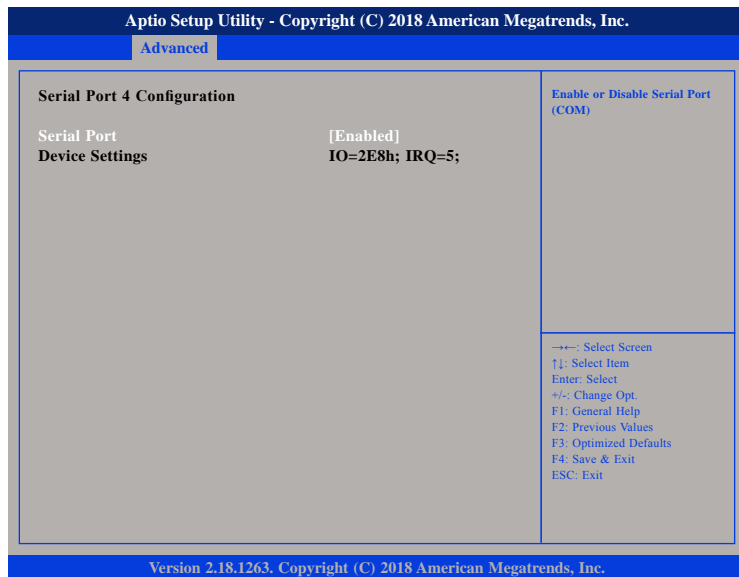 Aptio Setup Utility - Copyright (C) 2018 American Megatrends, Inc.
Advanced
Serial Port 4 Configuration
Serial Port [Enabled]
Device Settings IO=2E8h; IRQ=5;
Enable or Disable Serial Port
(COM)
→←: Select Screen
↑↓: Select Item
Enter: Select
+/-: Change Opt.
F1: General Help
F2: Previous Values
F3: Optimized Defaults
F4: Save & Exit
ESC: Exit
Version 2.18.1263. Copyright (C) 2018 American Megatrends, Inc.